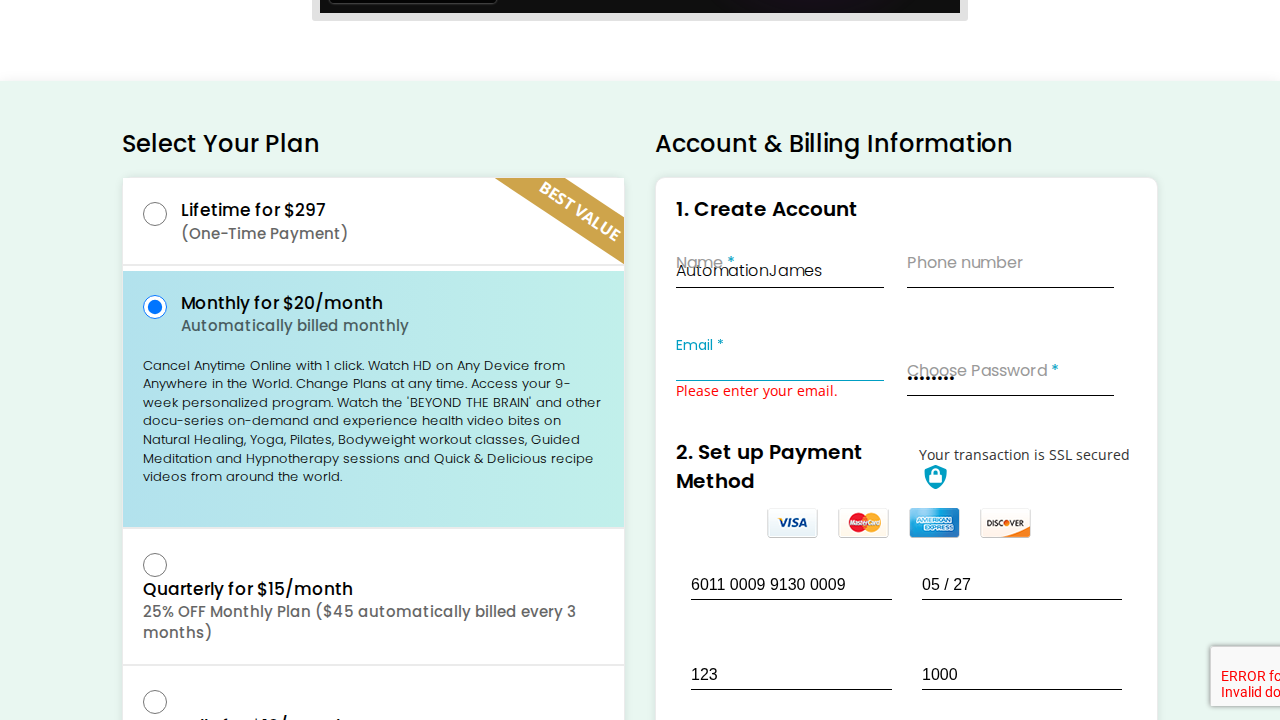 Select Your Plan
Account & Billing Information
Lifetime for $297
(One-Time Payment)
BEST VALUE
Monthly for $20/month
Automatically billed monthly
Cancel Anytime Online with 1 click. Watch HD on Any Device from
Anywhere in the World. Change Plans at any time. Access your 9-
week personalized program. Watch the 'BEYOND THE BRAIN' and other
docu-series on-demand and experience health video bites on
Natural Healing, Yoga, Pilates, Bodyweight workout classes, Guided
Meditation and Hypnotherapy sessions and Quick & Delicious recipe
videos from around the world.
Quarterly for $15/month
25% OFF Monthly Plan ($45 automatically billed every 3
months)
1. Create Account
Name *
AutomationJames
Phone number
Email *
Please enter your email.
Choose Password *
••••••••
2. Set up Payment
Method
Your transaction is SSL secured
VISA
MasterCard
AMERICAN
EXPRESS
DISCOVER
6011 0009 9130 0009
05 / 27
123
1000
ERROR fo
Invalid do